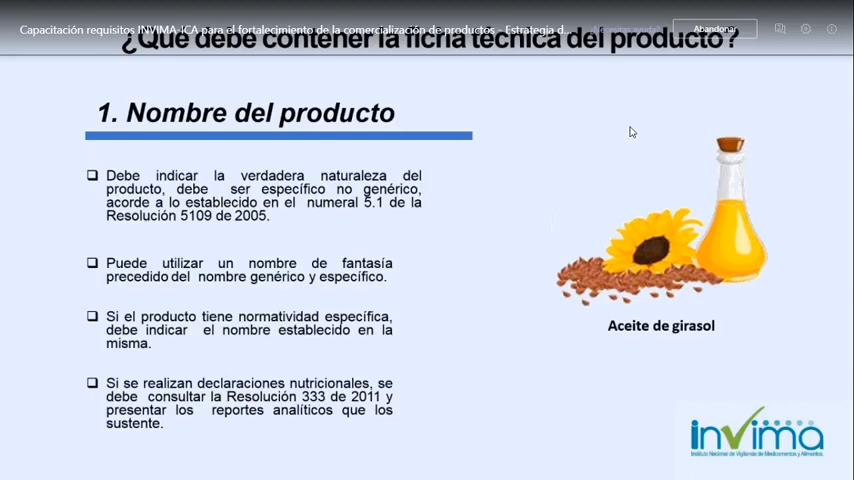 Capacitación requisitos INVIMA-ICA para el fortalecimiento de la comercialización de productos - Estrategia d...
¿Necesitas ayuda?
Abandonar
¿Qué debe contener la ficha técnica del producto?
1. Nombre del producto
❑ Debe indicar la verdadera naturaleza del
producto, debe ser específico no genérico,
acorde a lo establecido en el numeral 5.1 de la
Resolución 5109 de 2005.
❑ Puede utilizar un nombre de fantasía
precedido del nombre genérico y específico.
❑ Si el producto tiene normatividad específica,
debe indicar el nombre establecido en la
misma.
❑ Si se realizan declaraciones nutricionales, se
debe consultar la Resolución 333 de 2011 y
presentar los reportes analíticos que los
sustente.
Aceite de girasol
invima
Instituto Nacional de Vigilancia de Medicamentos y Alimentos